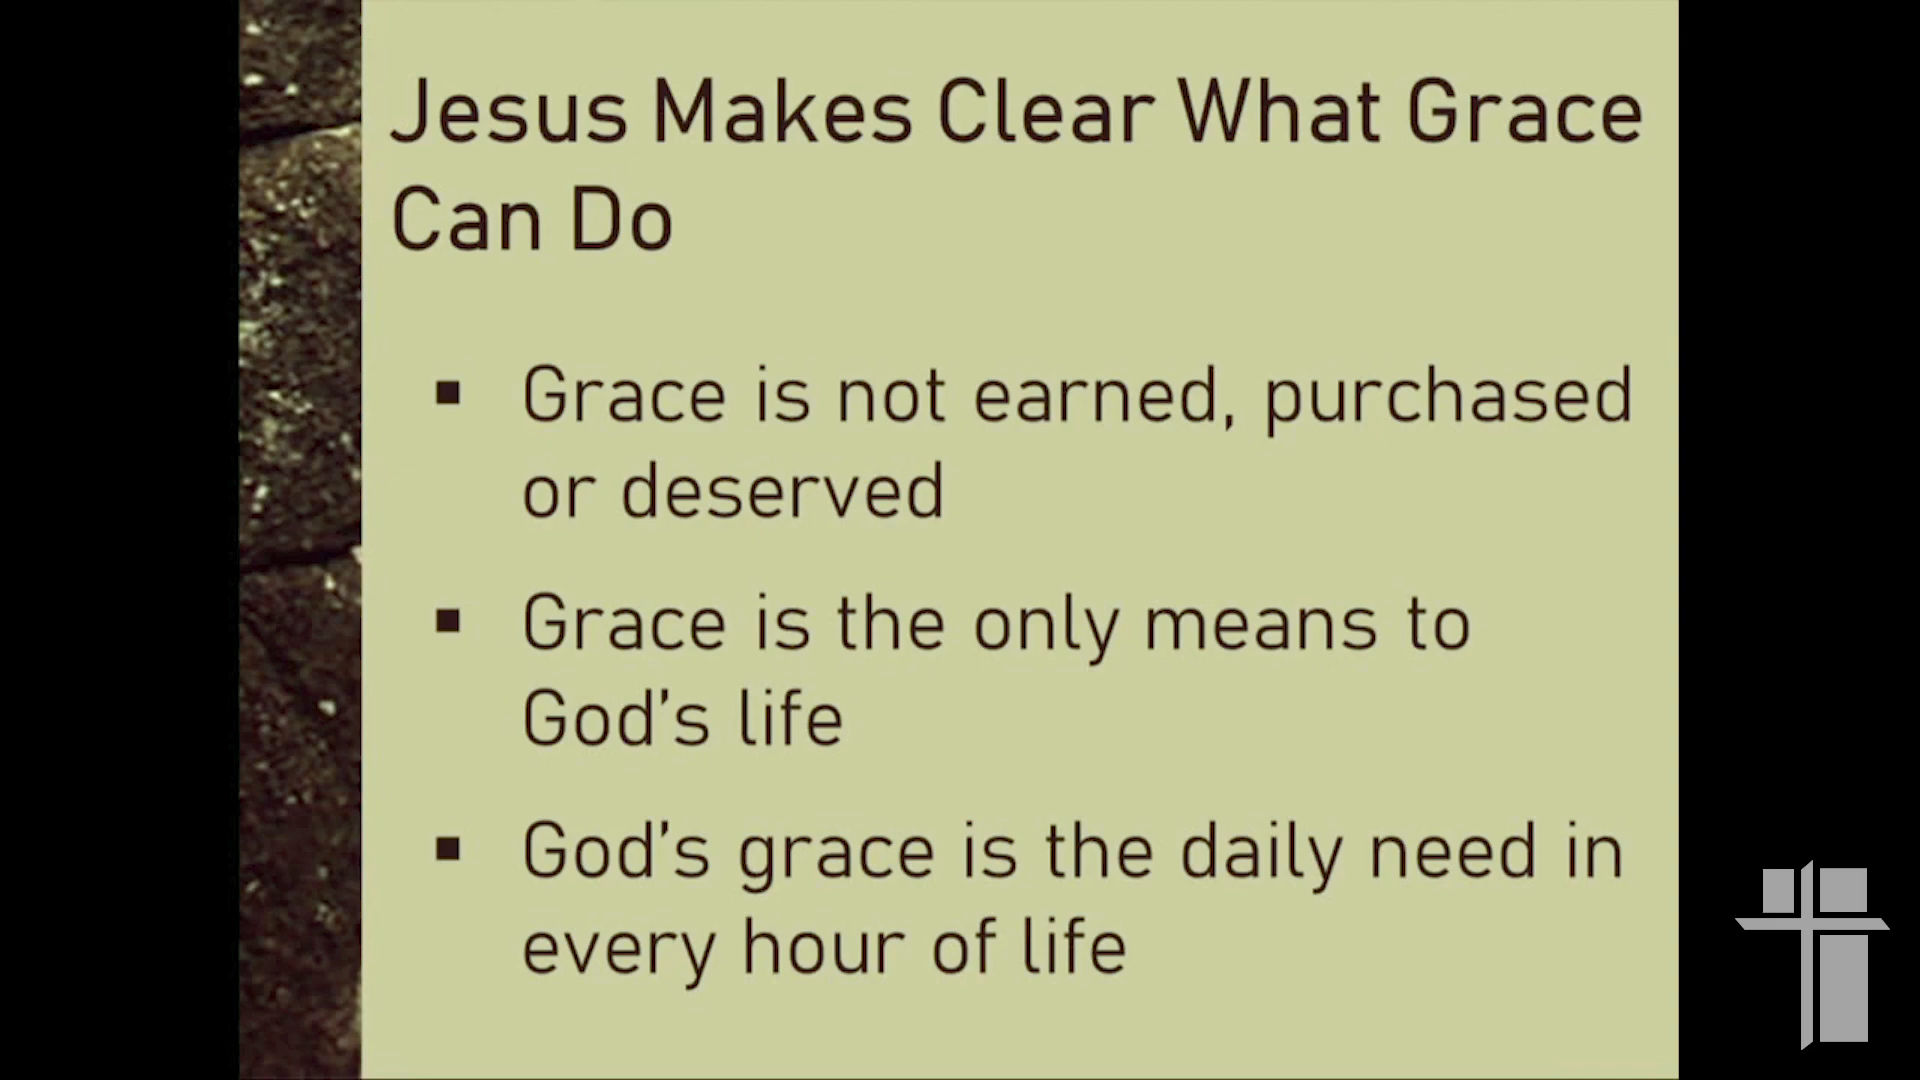 Jesus Makes Clear What Grace
Can Do
▪ Grace is not earned, purchased
or deserved
▪ Grace is the only means to
God’s life
▪ God’s grace is the daily need in
every hour of life